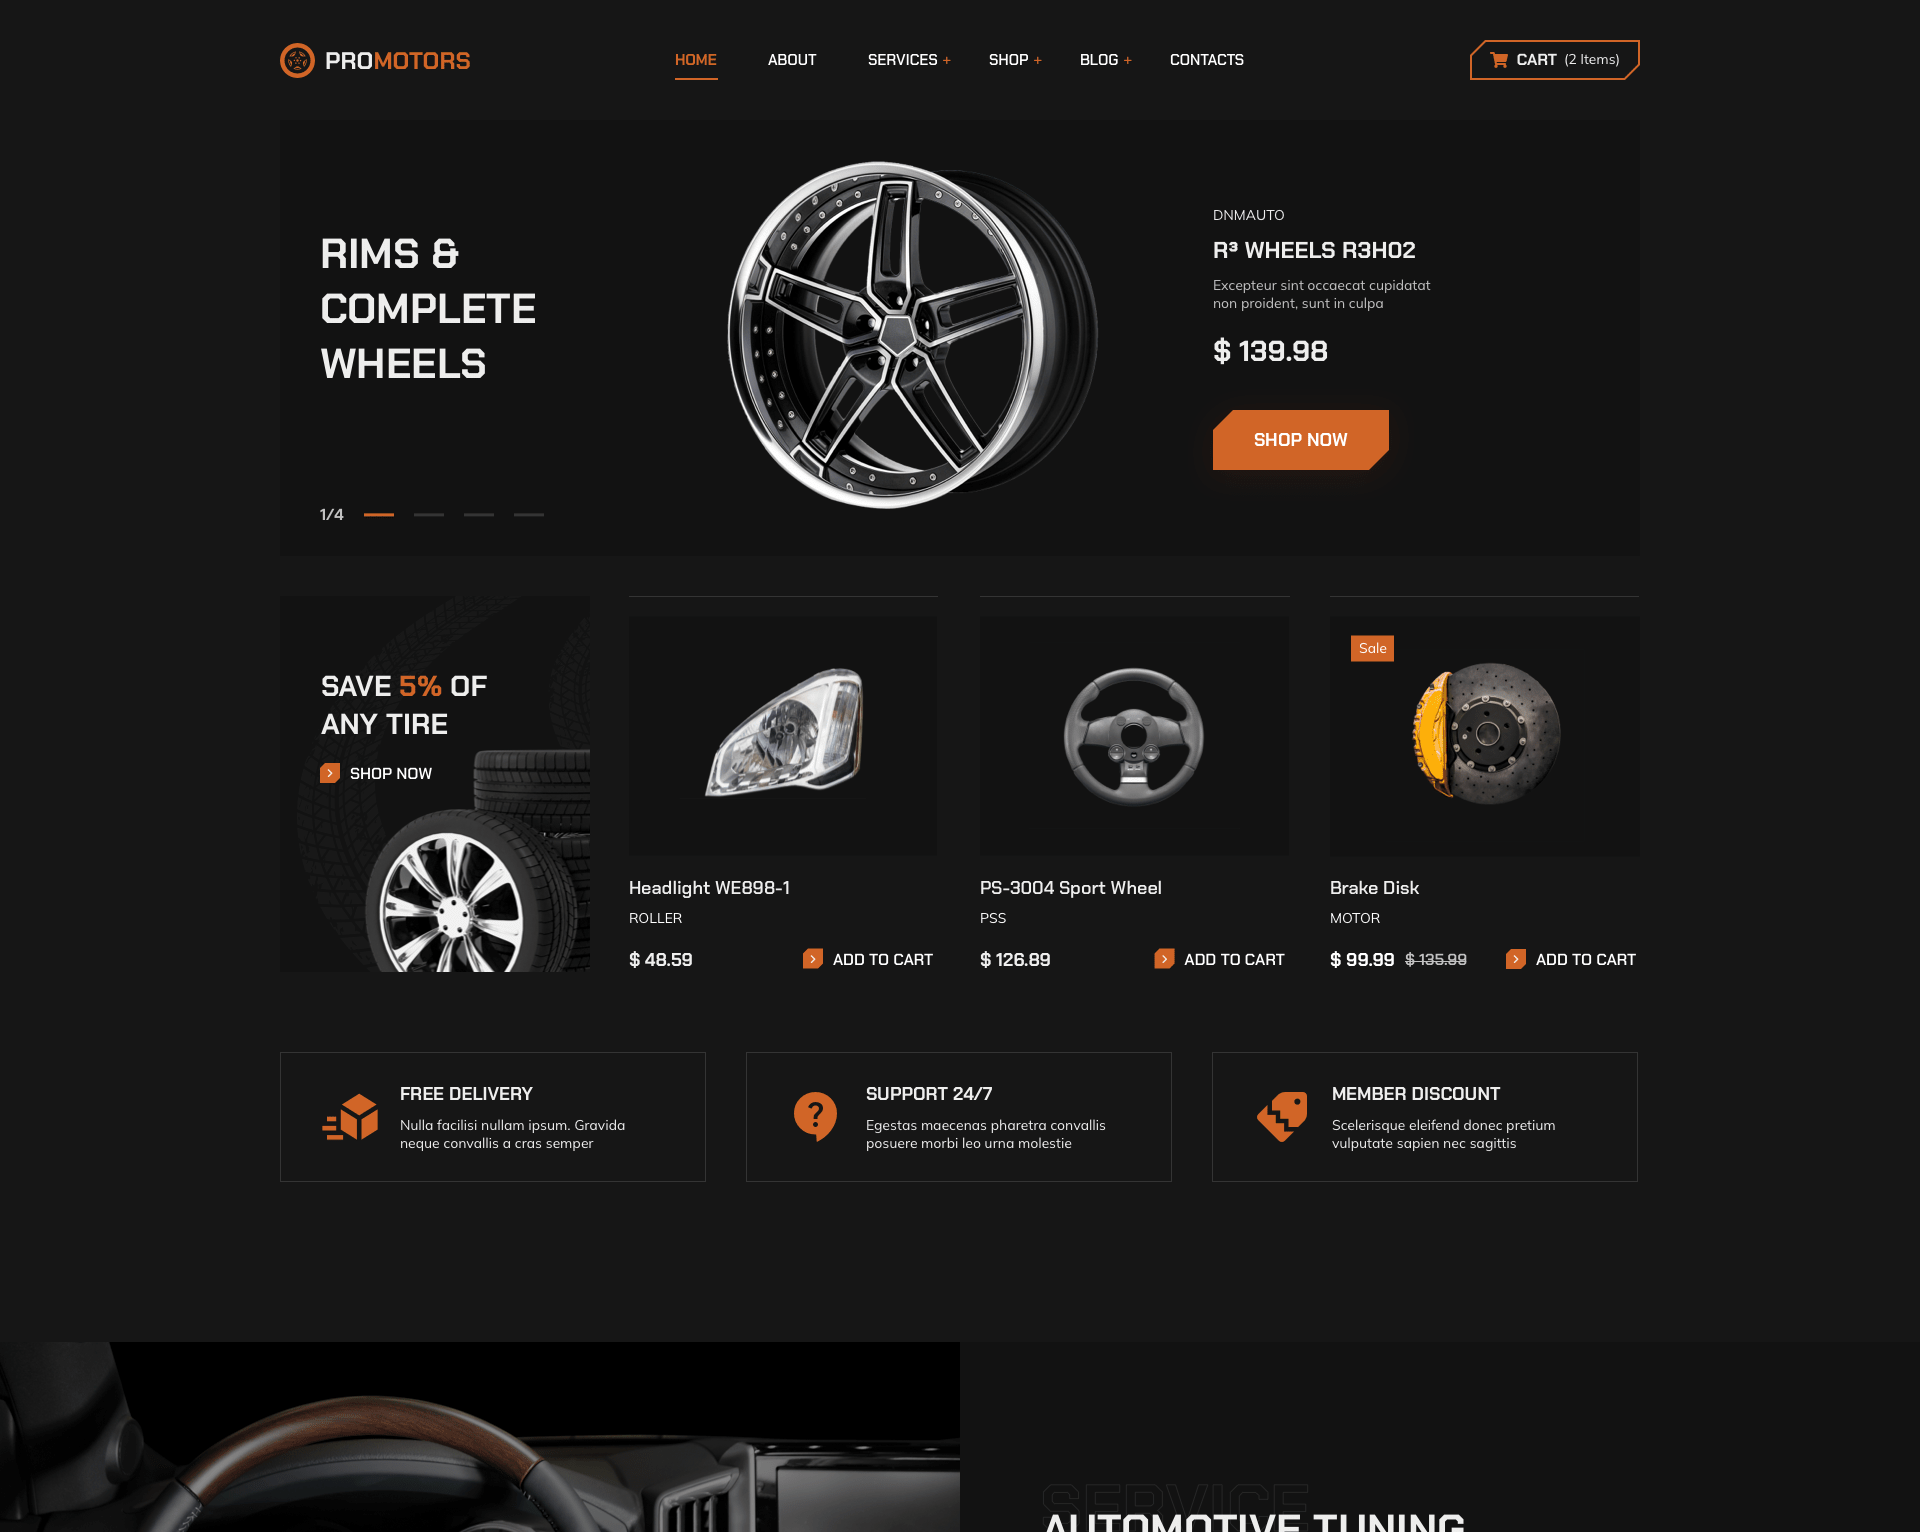 PROMOTORS
HOME
ABOUT
SERVICES +
SHOP +
BLOG +
CONTACTS
CART (2 Items)
RIMS &
COMPLETE
WHEELS
1/4
DNMAUTO
R³ WHEELS R3H02
Excepteur sint occaecat cupidatat
non proident, sunt in culpa
$ 139.98
SHOP NOW
SAVE 5% OF
ANY TIRE
SHOP NOW
Headlight WE898-1
ROLLER
$ 48.59
ADD TO CART
PS-3004 Sport Wheel
PSS
$ 126.89
ADD TO CART
Sale
Brake Disk
MOTOR
$ 99.99 $ 135.99
ADD TO CART
FREE DELIVERY
Nulla facilisi nullam ipsum. Gravida
neque convallis a cras semper
SUPPORT 24/7
Egestas maecenas pharetra convallis
posuere morbi leo urna molestie
MEMBER DISCOUNT
Scelerisque eleifend donec pretium
vulputate sapien nec sagittis
SERVICE
AUTOMOTIVE TUNING